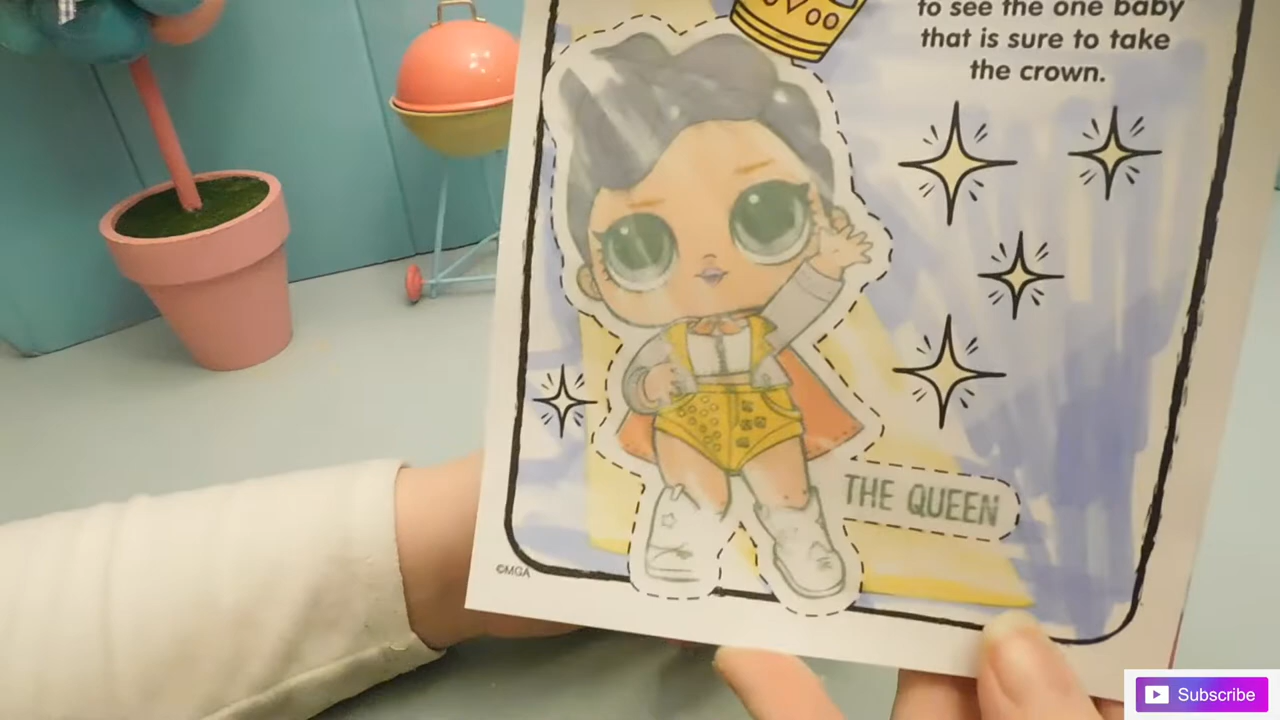 to see the one baby
that is sure to take
the crown.
THE QUEEN
©MGA
Subscribe